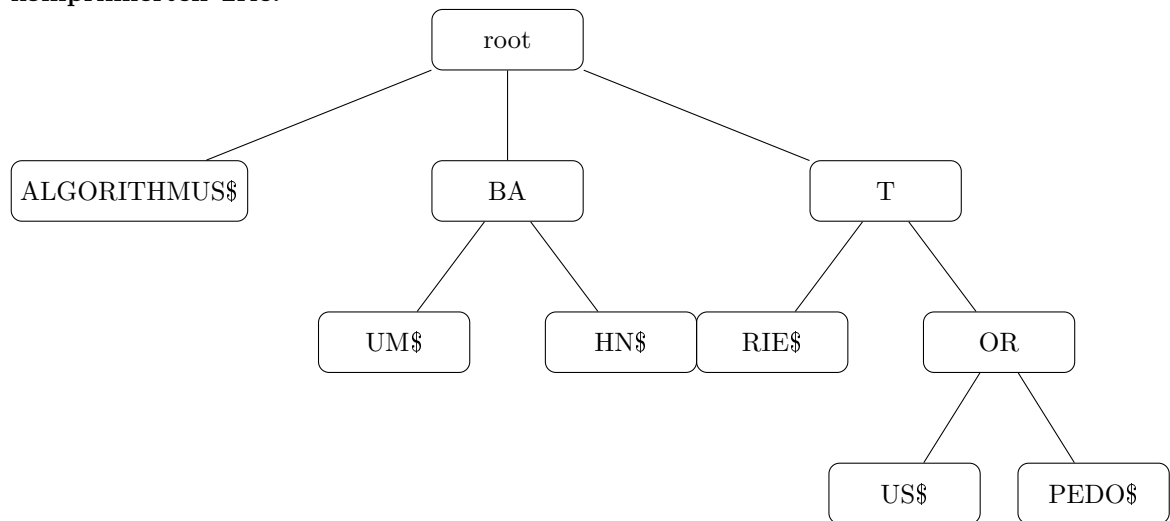 komprimierten Trie.
root
ALGORITHMUS$
BA
T
UM$
HN$
RIE$
OR
US$
PEDO$